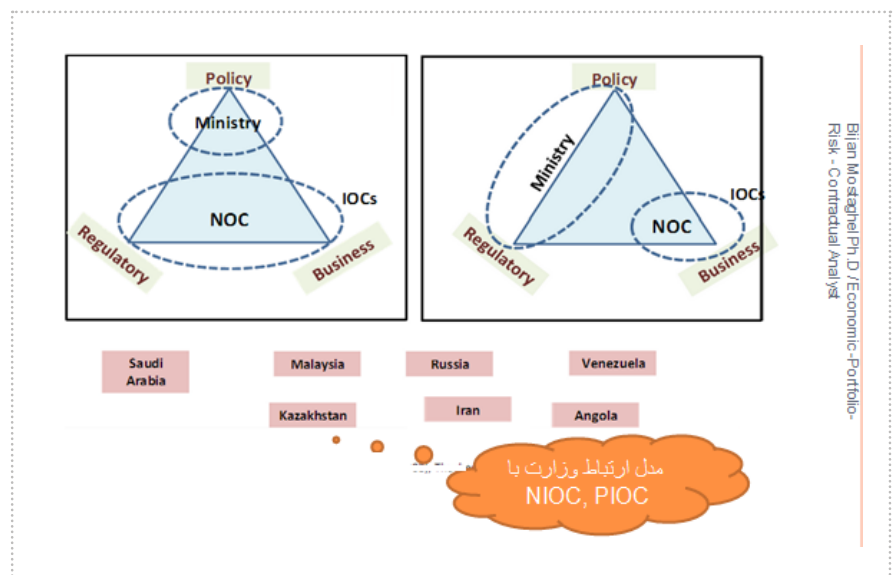 Policy
Ministry
IOCs
NOC
Regulatory
Business
Policy
Ministry
IOCs
NOC
Regulatory
Business
Saudi
Arabia
Malaysia
Russia
Venezuela
Kazakhstan
Iran
Angola
مدل ارتباط وزارت با
NIOC, PIOC
Bijan Mostaghel Ph.D /Economic-Portfolio-
Risk - Contractual Analyst